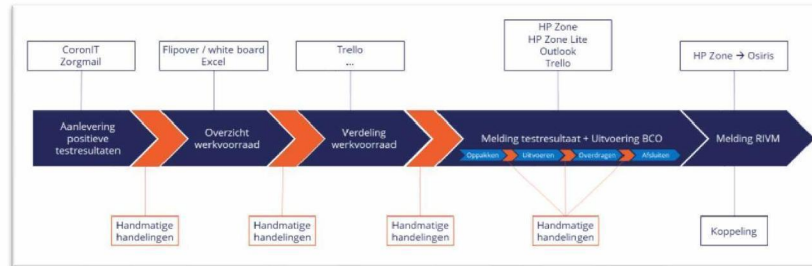 CoronIT
Zorgmail
Flipover / white board
Excel
Trello
...
HP Zone
HP Zone Lite
Outlook
Trello
HP Zone → Osiris
Aanlevering
positieve
testresultaten
Overzicht
werkvoorraad
Verdeling
werkvoorraad
Melding testresultaat + Uitvoering BCO
Oppakken
Uitvoeren
Overdragen
Afsluiten
Melding RIVM
Handmatige
handelingen
Handmatige
handelingen
Handmatige
handelingen
Handmatige
handelingen
Koppeling